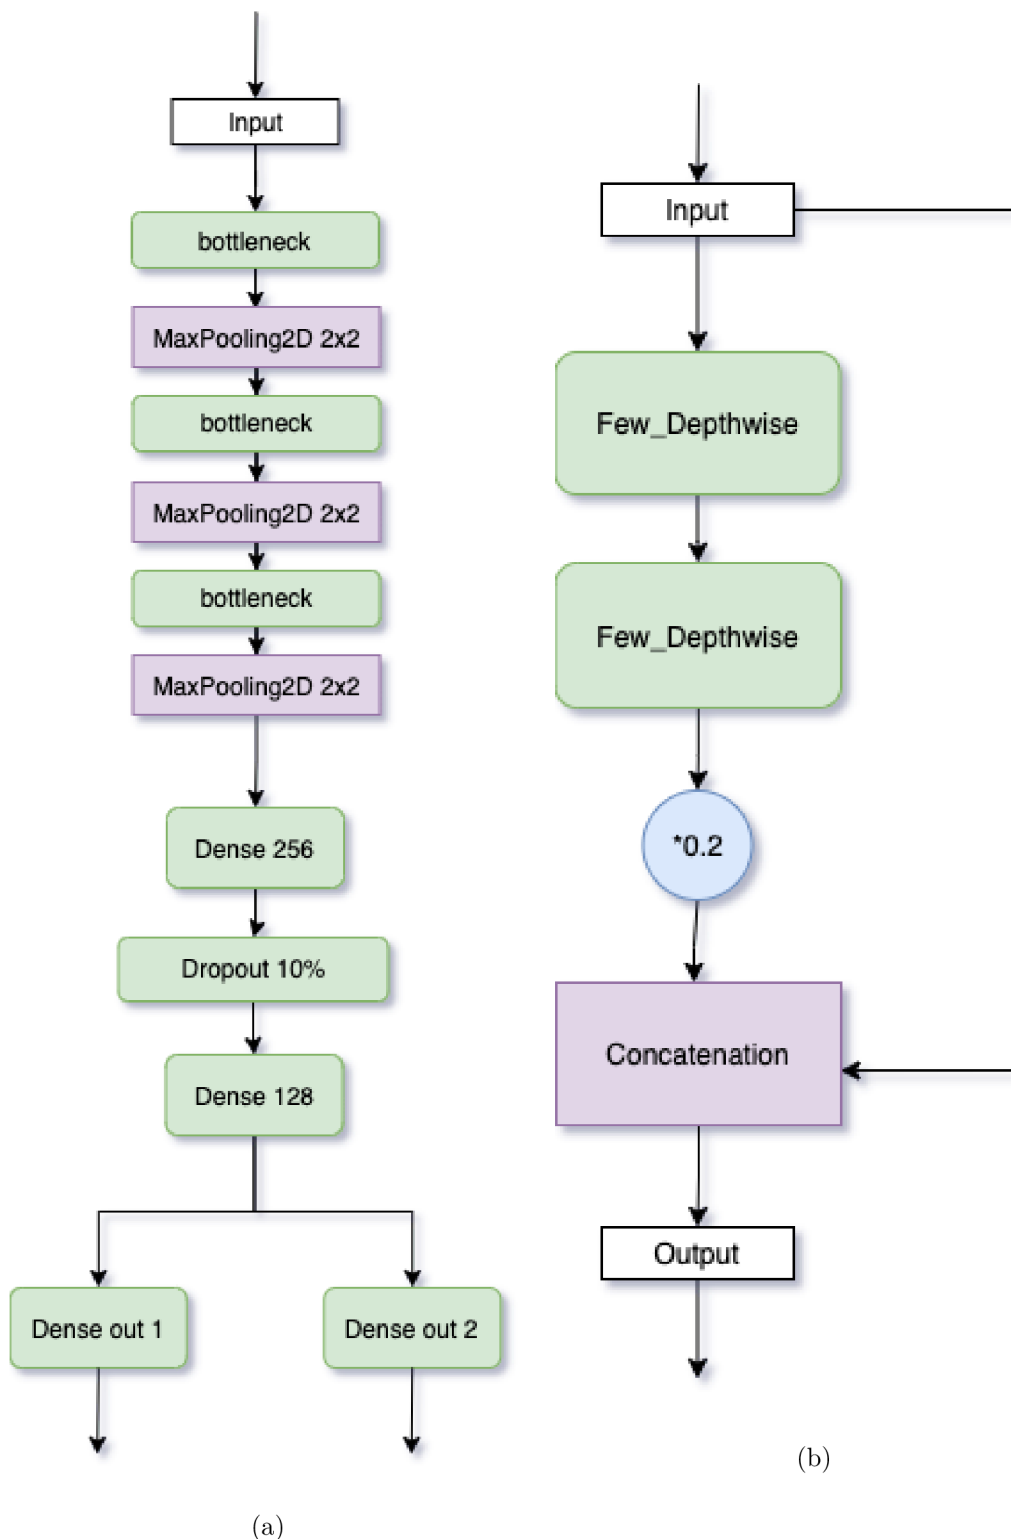 Input
bottleneck
MaxPooling2D 2x2
bottleneck
MaxPooling2D 2x2
bottleneck
MaxPooling2D 2x2
Dense 256
Dropout 10%
Dense 128
Dense out 1
Dense out 2
(a)
Input
Few_Depthwise
Few_Depthwise
*0.2
Concatenation
Output
(b)